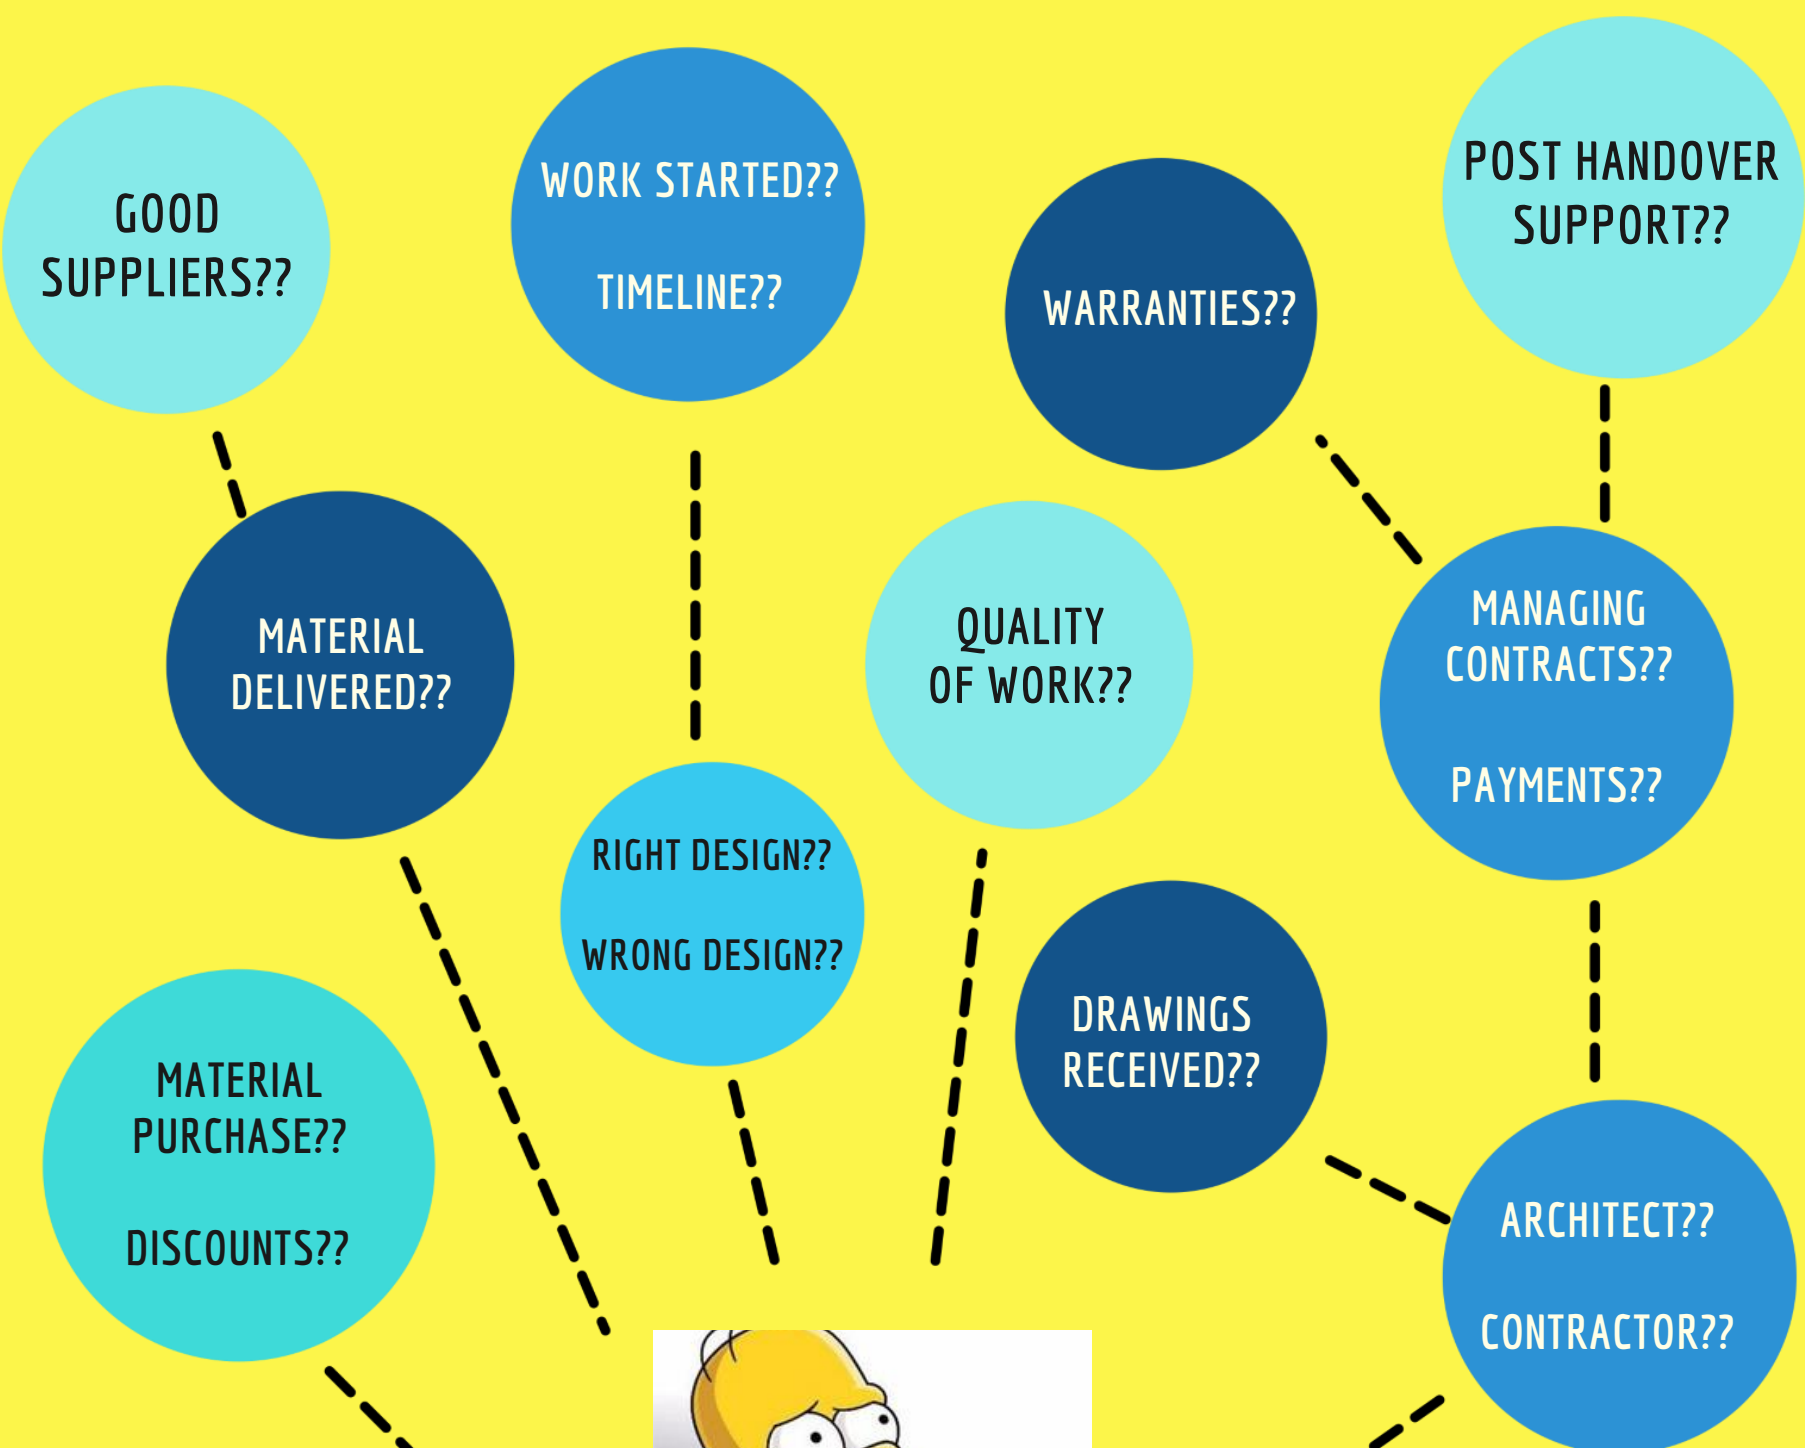 GOOD
SUPPLIERS??
WORK STARTED??
TIMELINE??
WARRANTIES??
POST HANDOVER
SUPPORT??
MATERIAL
DELIVERED??
QUALITY
OF WORK??
MANAGING
CONTRACTS??
PAYMENTS??
RIGHT DESIGN??
WRONG DESIGN??
DRAWINGS
RECEIVED??
MATERIAL
PURCHASE??
DISCOUNTS??
ARCHITECT??
CONTRACTOR??